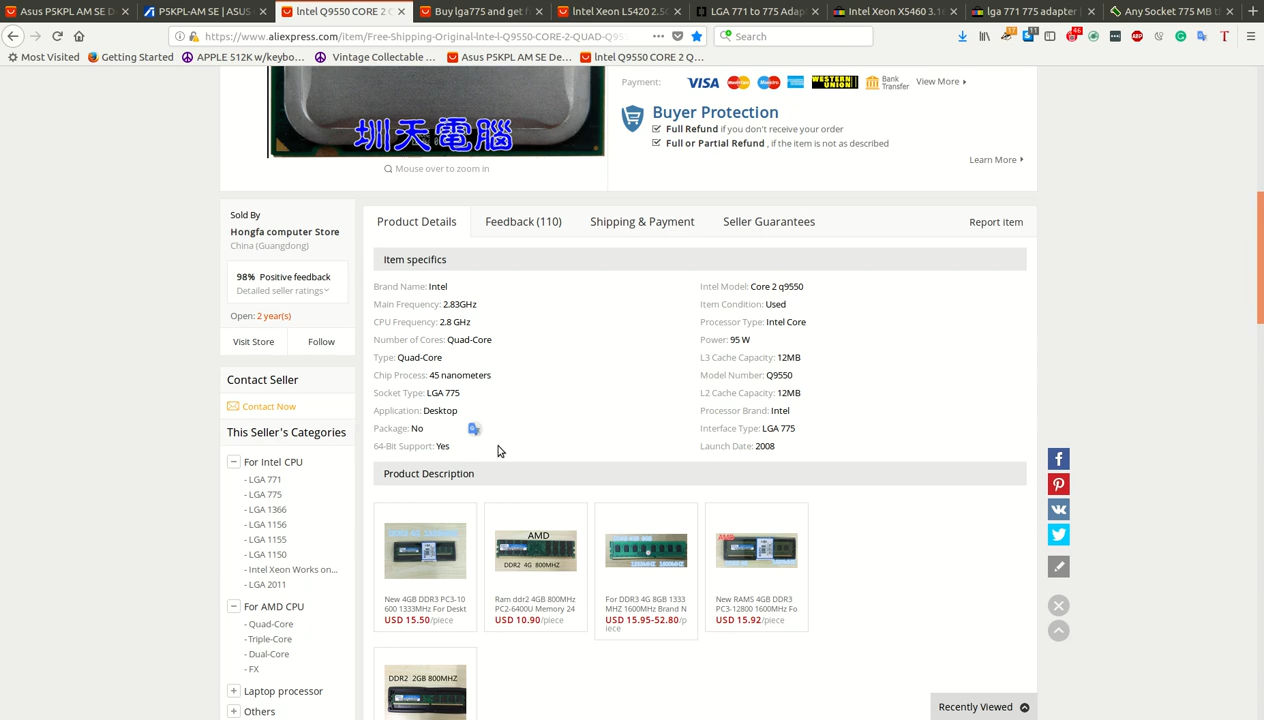 Asus P5KPL AM SE D
P5KPL-AM SE | ASUS
Intel Q9550 CORE 2 C
Buy lga775 and get f
Intel Xeon L5420 2.50
LGA 771 to 775 Adap
Intel Xeon X5460 3.1
lga 771 775 adapter
Any Socket 775 MB t
https://www.aliexpress.com/item/Free-Shipping-Original-Inte-l-Q9550-CORE-2-QUAD-Q95
Search
Most Visited
Getting Started
APPLE 512K w/keybo...
Vintage Collectable ...
Asus P5KPL AM SE De...
Intel Q9550 CORE 2 Q...
圳天電腦
Mouse over to zoom in
Payment:
VISA
WESTERN UNION
Bank Transfer
View More
Buyer Protection
Full Refund if you don't receive your order
Full or Partial Refund , if the item is not as described
Learn More
Sold By
Hongfa computer Store
China (Guangdong)
98% Positive feedback
Detailed seller ratings
Open: 2 year(s)
Visit Store
Follow
Contact Seller
Contact Now
This Seller's Categories
For Intel CPU
- LGA 771
- LGA 775
- LGA 1366
- LGA 1156
- LGA 1155
- LGA 1150
- Intel Xeon Works on...
- LGA 2011
For AMD CPU
- Quad-Core
- Triple-Core
- Dual-Core
- FX
Laptop processor
Others
Product Details
Feedback (110)
Shipping & Payment
Seller Guarantees
Report item
Item specifics
Brand Name: Intel
Intel Model: Core 2 q9550
Main Frequency: 2.83GHz
Item Condition: Used
CPU Frequency: 2.8 GHz
Processor Type: Intel Core
Number of Cores: Quad-Core
Power: 95 W
Type: Quad-Core
L3 Cache Capacity: 12MB
Chip Process: 45 nanometers
Model Number: Q9550
Socket Type: LGA 775
L2 Cache Capacity: 12MB
Application: Desktop
Processor Brand: Intel
Package: No
Interface Type: LGA 775
64-Bit Support: Yes
Launch Date: 2008
Product Description
New 4GB DDR3 PC3-10
600 1333MHz For Deskt
USD 15.50/piece
AMD
DDR2 4G 800MHZ
Ram ddr2 4GB 800MHz
PC2-6400U Memory 24
USD 10.90/piece
For DDR3 4G 8GB 1333
MHZ 1600MHz Brand N
USD 15.95-52.80/p
iece
New RAMS 4GB DDR3
PC3-12800 1600MHz Fo
USD 15.92/piece
DDR2 2GB 800MHZ
Recently Viewed